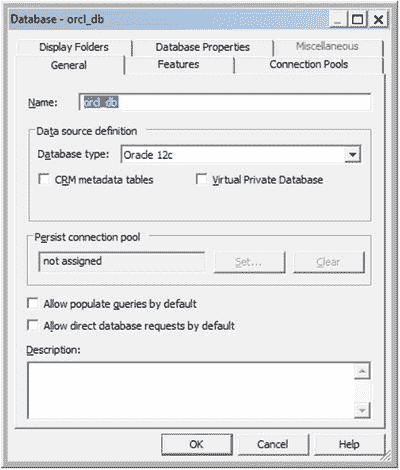 Database - orcl_db
Display Folders Database Properties Miscellaneous
General Features Connection Pools
Name: orcl_db
Data source definition
Database type: Oracle 12c
CRM metadata tables Virtual Private Database
Persist connection pool
not assigned Set... Clear
Allow populate queries by default
Allow direct database requests by default
Description:
OK Cancel Help